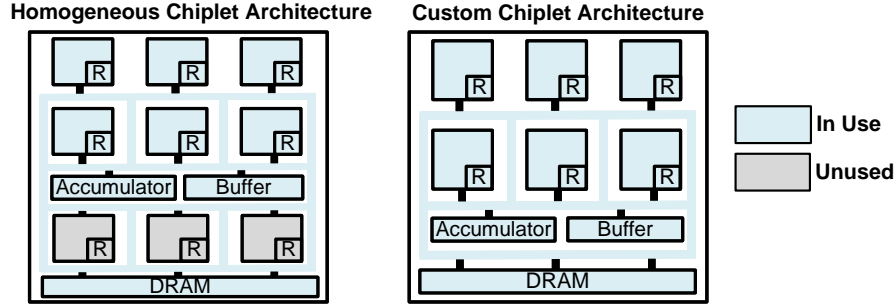 Homogeneous Chiplet Architecture
R R R
R R R
Accumulator Buffer
R R R
DRAM
Custom Chiplet Architecture
R R R
R R R
Accumulator Buffer
DRAM
In Use
Unused